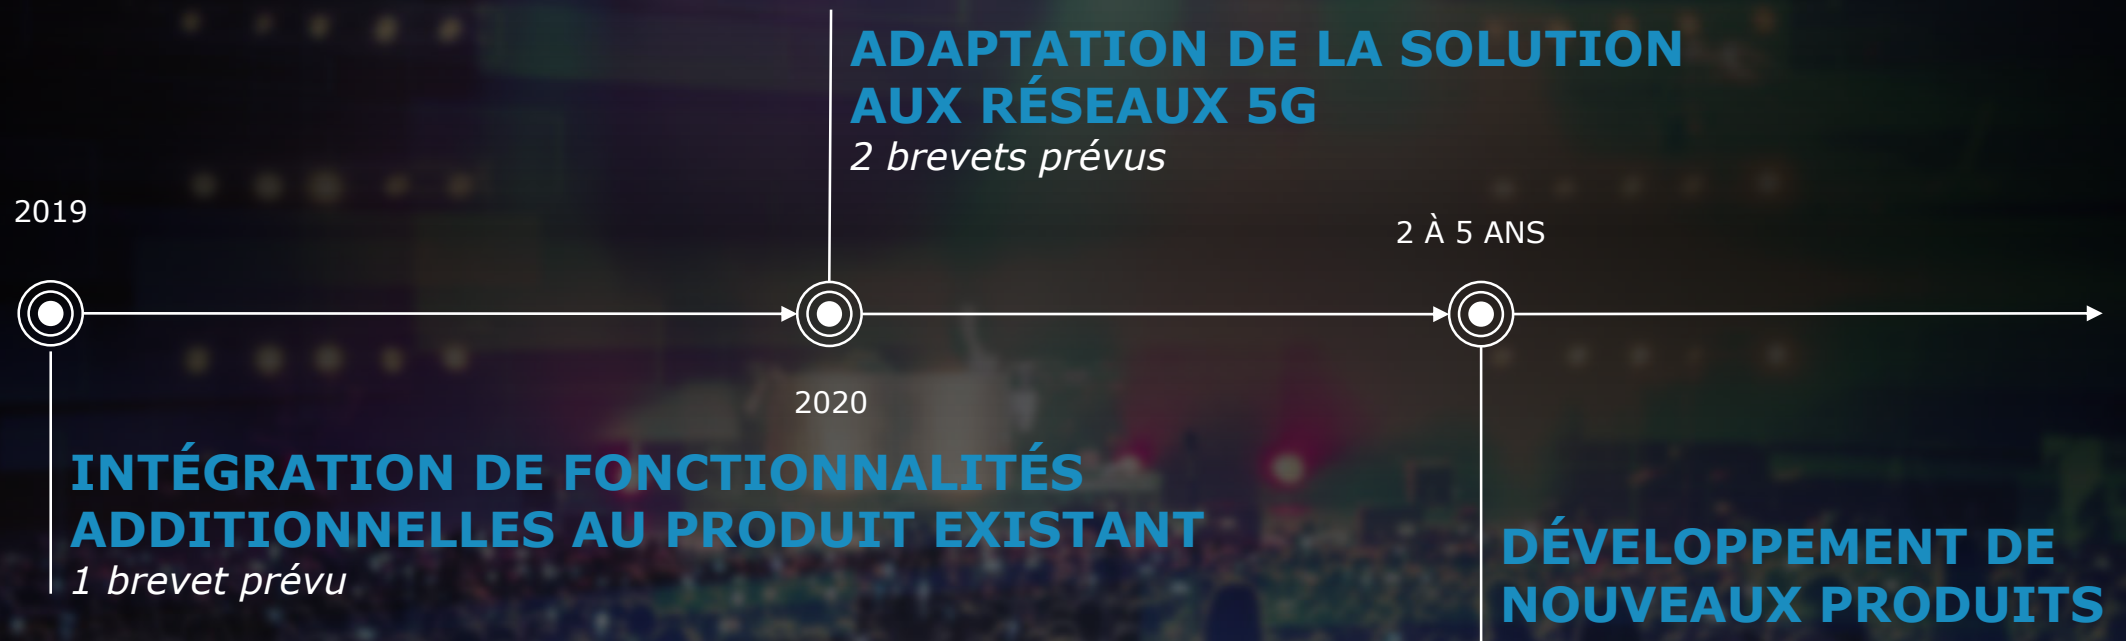 2019
INTÉGRATION DE FONCTIONNALITÉS
ADDITIONNELLES AU PRODUIT EXISTANT
1 brevet prévu
2020
ADAPTATION DE LA SOLUTION
AUX RÉSEAUX 5G
2 brevets prévus
2 À 5 ANS
DÉVELOPPEMENT DE
NOUVEAUX PRODUITS